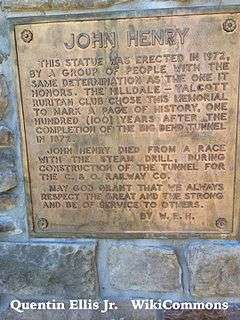 JOHN HENRY
THIS STATUE WAS ERECTED IN 1972,
BY A GROUP OF PEOPLE WITH THE
SAME DETERMINATION AS THE ONE IT
HONORS. THE HILLDALE - TALCOTT
RURITAN CLUB CHOSE THIS MEMORIAL
TO MARK A PAGE OF HISTORY ONE
HUNDRED (100) YEARS AFTER THE
COMPLETION OF THE BIG BEND TUNNEL
IN 1872.
JOHN HENRY DIED FROM A RACE
WITH THE STEAM DRILL, DURING
CONSTRUCTION OF THE TUNNEL FOR
THE C. & O. RAILWAY CO.
MAY GOD GRANT THAT WE ALWAYS
RESPECT THE GREAT AND THE STRONG
AND BE OF SERVICE TO OTHERS.
BY W. E. H.
Quentin Ellis Jr. WikiCommons